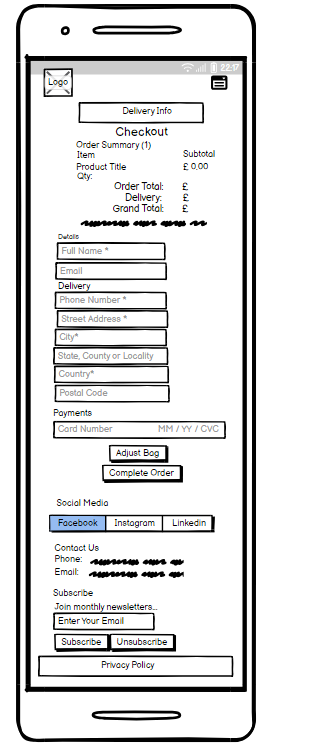 22:17
Logo
Delivery Info
Checkout
Order Summary (1)
Item Subtotal
Product Title £ 0.00
Qty:
Order Total: £
Delivery: £
Grand Total: £
Details
Full Name *
Email
Delivery
Phone Number *
Street Address *
City*
State, County or Locality
Country*
Postal Code
Payments
Card Number MM / YY / CVC
Adjust Bag
Complete Order
Social Media
Facebook Instagram Linkedin
Contact Us
Phone:
Email:
Subscribe
Join monthly newsletters...
Enter Your Email
Subscribe Unsubscribe
Privacy Policy